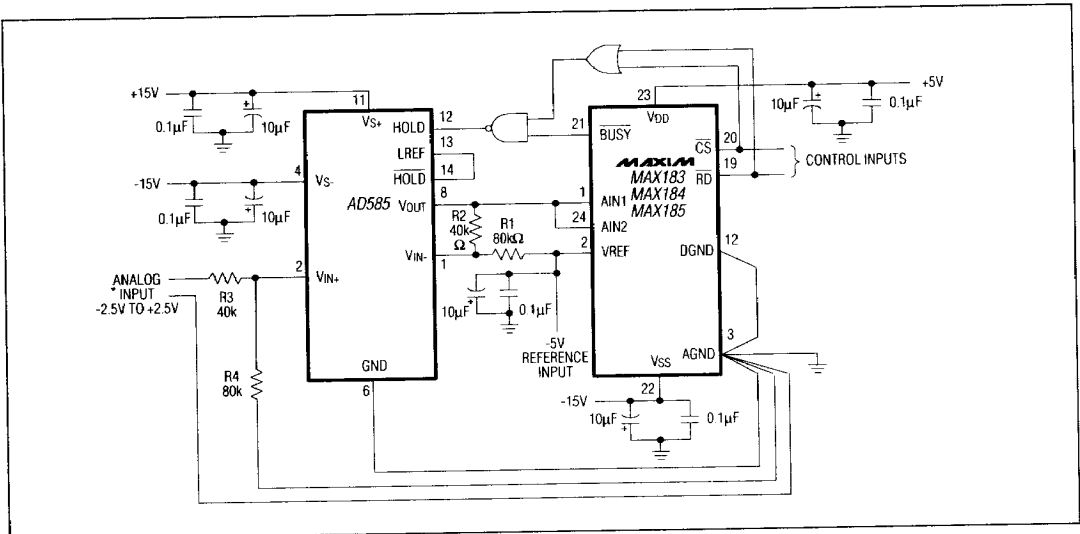 +15V
0.1µF
10µF
11
VS+
HOLD
12
LREF
13
HOLD
14
-15V
4
VS-
0.1µF
10µF
AD585
VOUT
8
R2
40k
Ω
R1
80kΩ
VIN-
1
ANALOG
* INPUT
-2.5V TO +2.5V
R3
40k
2
VIN+
R4
80k
GND
6
10µF
0.1µF
-5V
REFERENCE
INPUT
23
VDD
+5V
10µF
0.1µF
21
BUSY
MAXIM
MAX183
MAX184
MAX185
CS
20
RD
19
CONTROL INPUTS
1
AIN1
24
AIN2
2
VREF
DGND
12
3
AGND
VSS
22
-15V
10µF
0.1µF